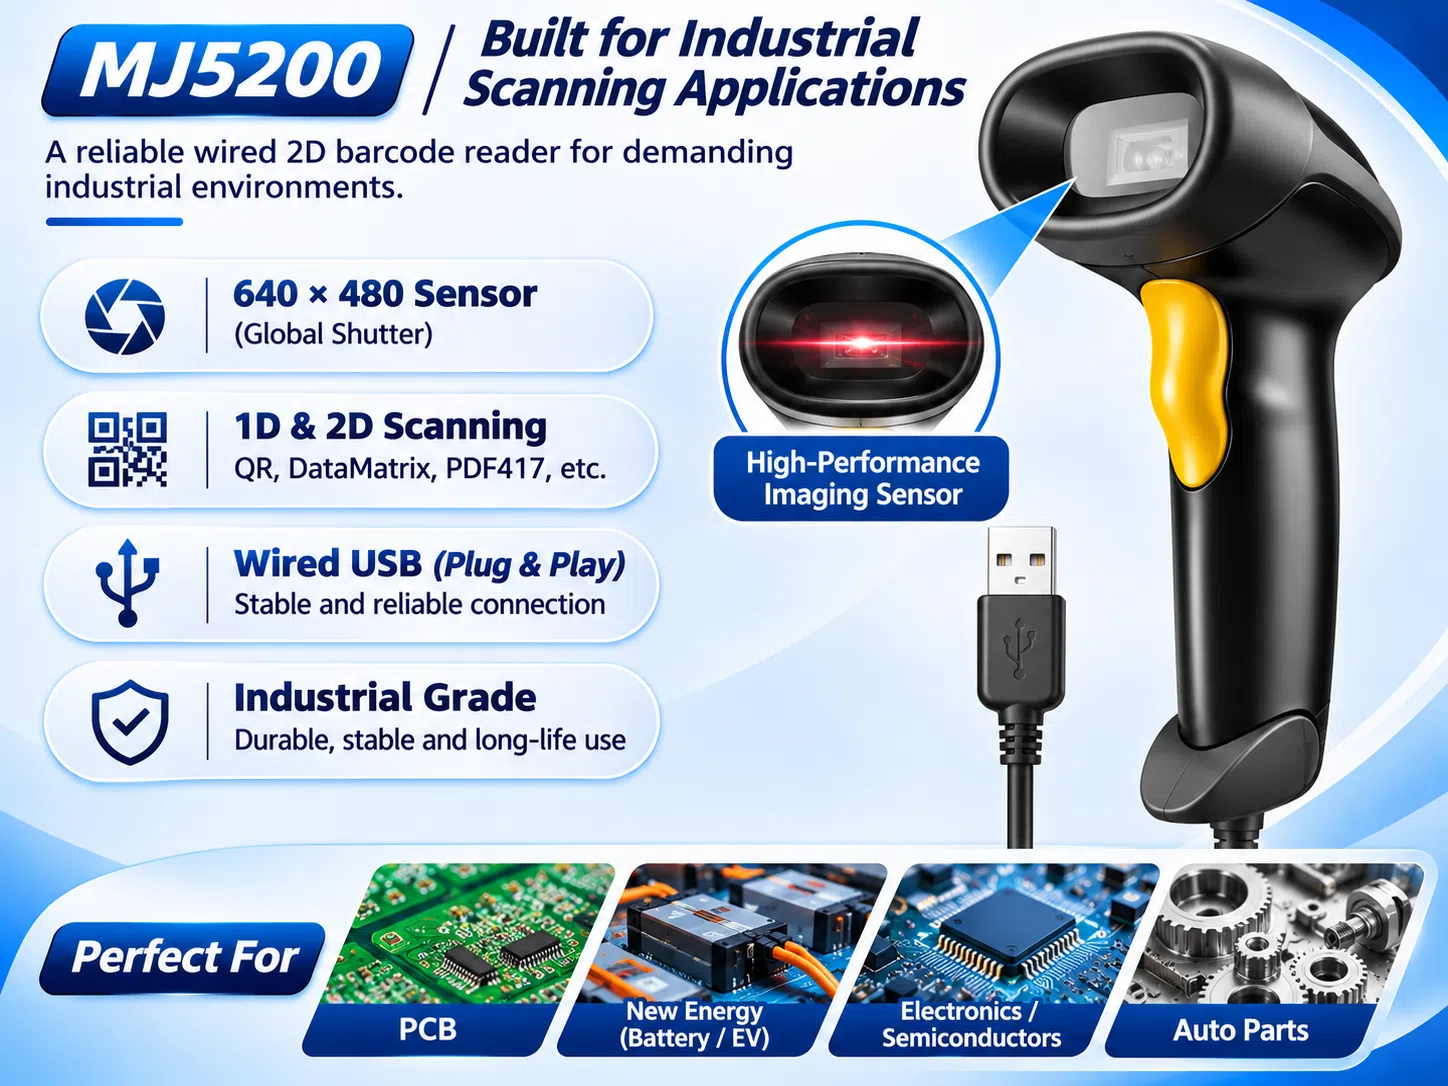 MJ5200
Built for Industrial
Scanning Applications
A reliable wired 2D barcode reader for demanding
industrial environments.
640 × 480 Sensor
(Global Shutter)
1D & 2D Scanning
QR, DataMatrix, PDF417, etc.
Wired USB (Plug & Play)
Stable and reliable connection
Industrial Grade
Durable, stable and long-life use
High-Performance
Imaging Sensor
Perfect For
PCB
New Energy
(Battery / EV)
Electronics /
Semiconductors
Auto Parts